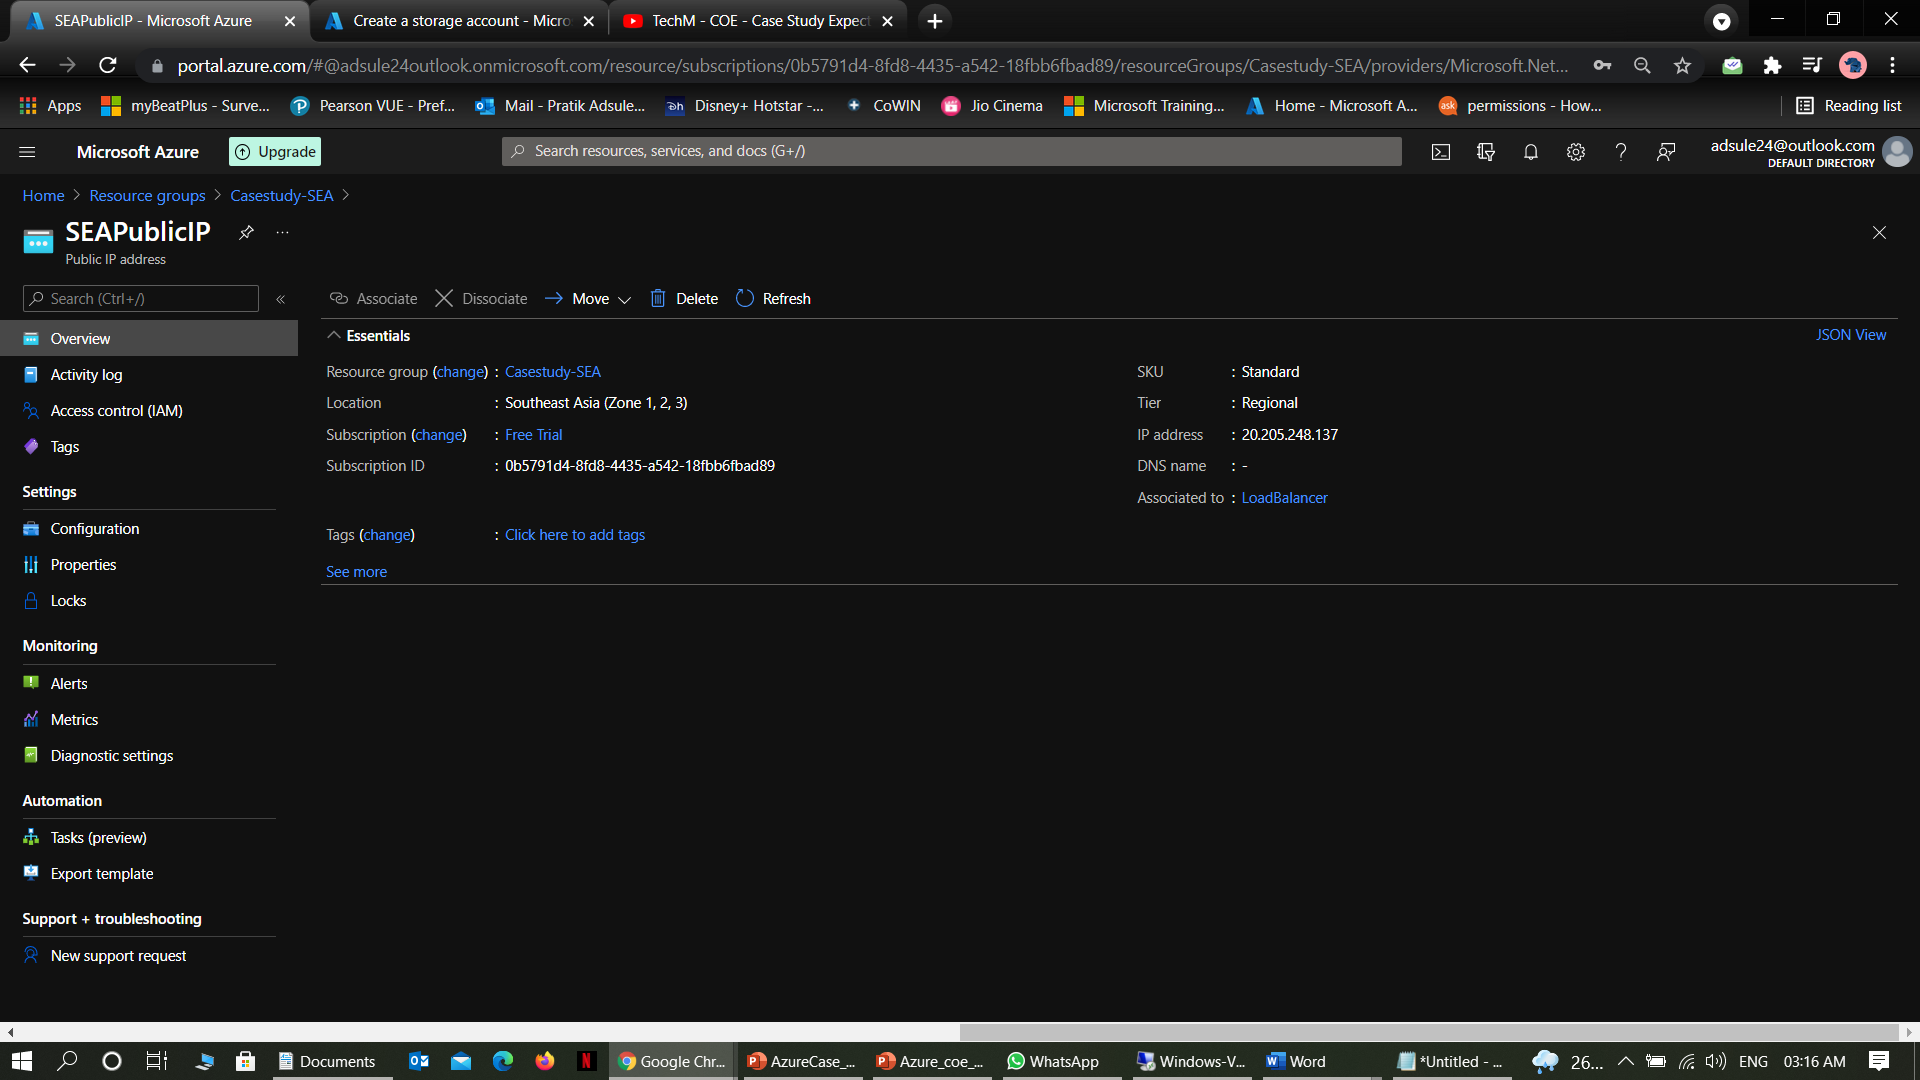 SEAPublicIP - Microsoft Azure
Create a storage account - Micro
TechM - COE - Case Study Expect
portal.azure.com/#@adsule24outlook.onmicrosoft.com/resource/subscriptions/0b5791d4-8fd8-4435-a542-18fbb6fbad89/resourceGroups/Casestudy-SEA/providers/Microsoft.Net...
Apps
myBeatPlus - Surve...
Pearson VUE - Pref...
Mail - Pratik Adsule...
Disney+ Hotstar -...
CoWIN
Jio Cinema
Microsoft Training...
Home - Microsoft A...
ask
permissions - How...
Reading list
Microsoft Azure
Upgrade
Search resources, services, and docs (G+/)
adsule24@outlook.com
DEFAULT DIRECTORY
Home > Resource groups > Casestudy-SEA >
SEAPublicIP
...
Public IP address
Search (Ctrl+/)
«
Associate
Dissociate
Move
Delete
Refresh
Overview
Activity log
Access control (IAM)
Tags
Settings
Configuration
Properties
Locks
Monitoring
Alerts
Metrics
Diagnostic settings
Automation
Tasks (preview)
Export template
Support + troubleshooting
New support request
Essentials
JSON View
Resource group (change) : Casestudy-SEA
Location : Southeast Asia (Zone 1, 2, 3)
Subscription (change) : Free Trial
Subscription ID : 0b5791d4-8fd8-4435-a542-18fbb6fbad89
SKU : Standard
Tier : Regional
IP address : 20.205.248.137
DNS name : -
Associated to : LoadBalancer
Tags (change) : Click here to add tags
See more
Documents
Google Chr...
AzureCase_...
Azure_coe_...
WhatsApp
Windows-V...
Word
*Untitled - ...
26...
ENG
03:16 AM